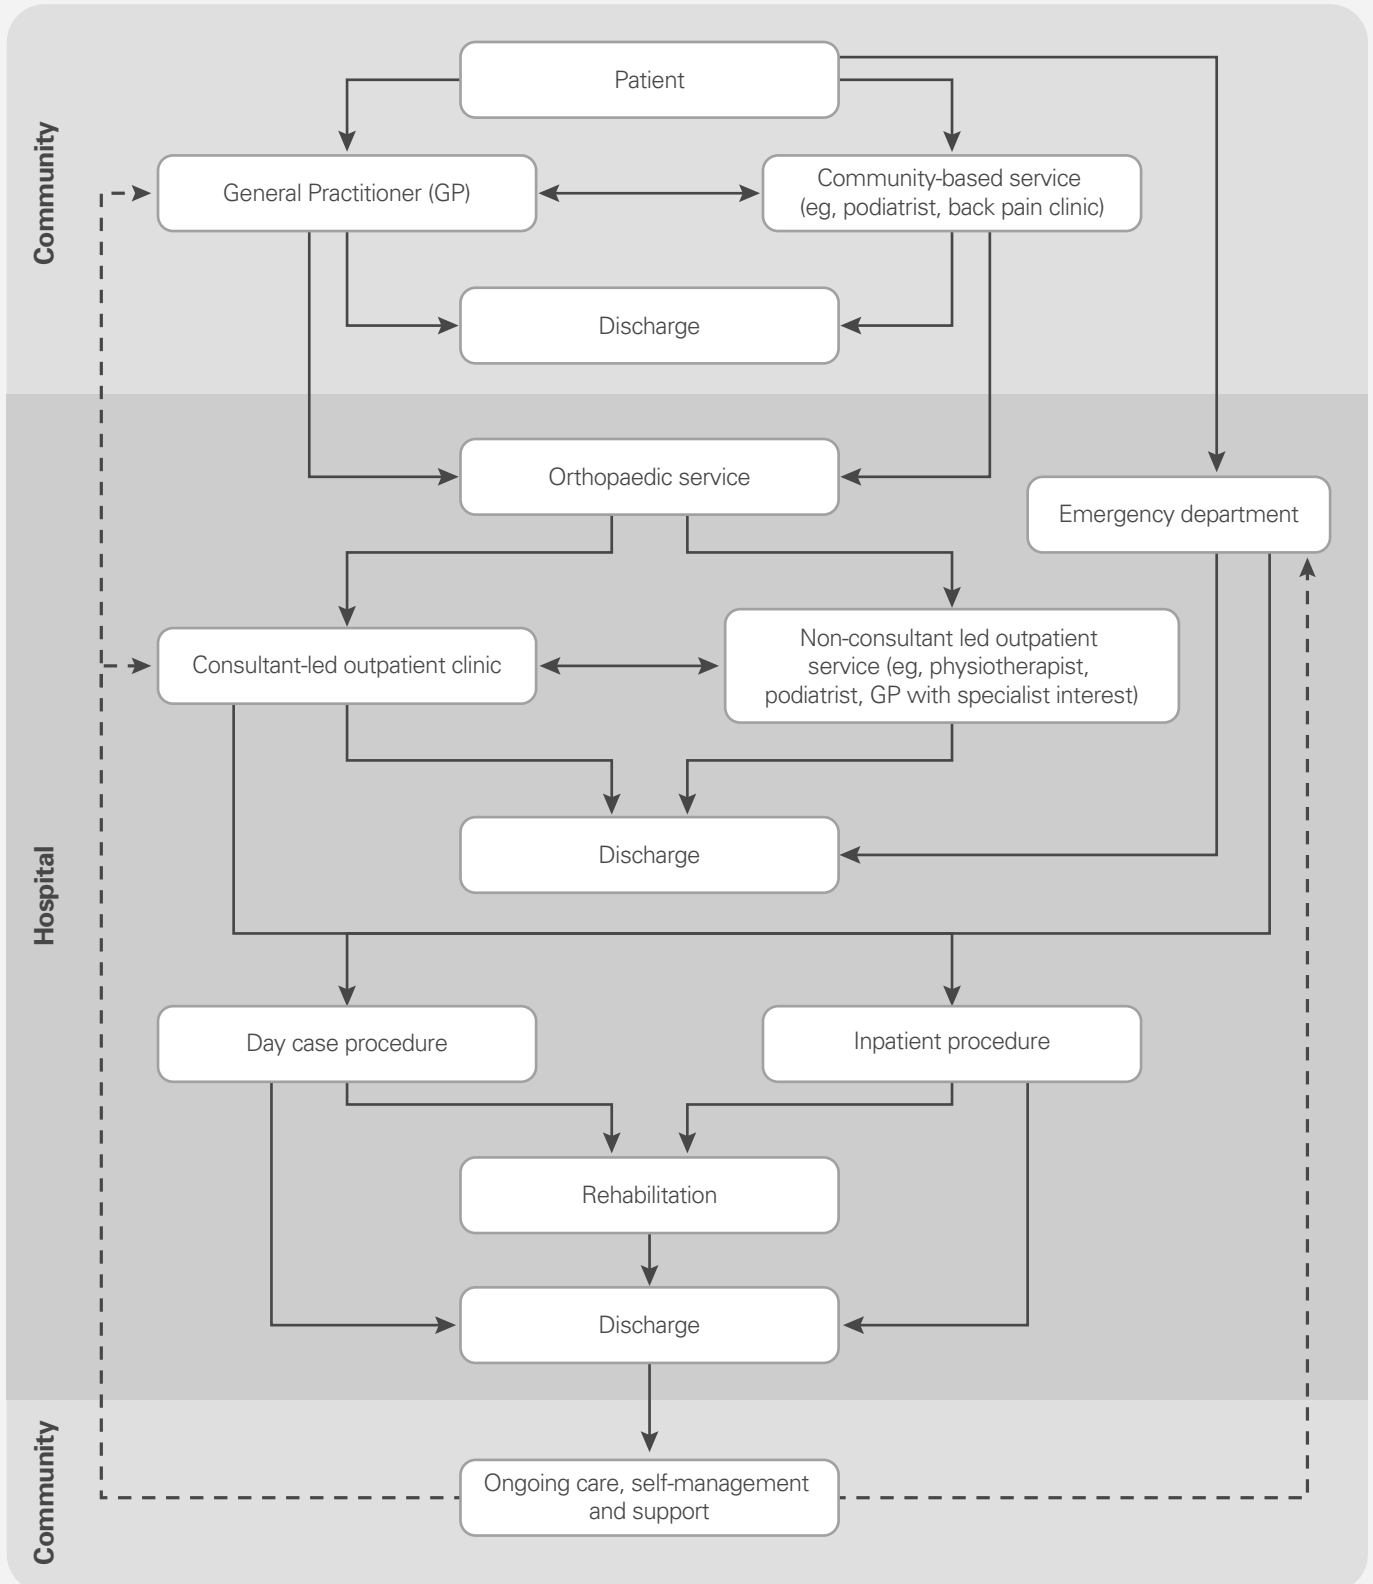 Community
Patient
General Practitioner (GP)
Community-based service
(eg, podiatrist, back pain clinic)
Discharge
Hospital
Orthopaedic service
Emergency department
Consultant-led outpatient clinic
Non-consultant led outpatient
service (eg, physiotherapist,
podiatrist, GP with specialist interest)
Discharge
Day case procedure
Inpatient procedure
Rehabilitation
Discharge
Community
Ongoing care, self-management
and support